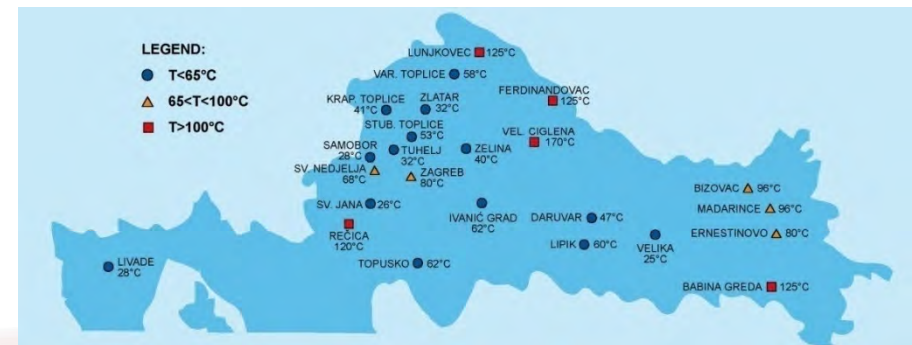 LEGEND:
T<65°C
65<T<100°C
T>100°C
LUNJKOVEC 125°C
VAR. TOPLICE 58°C
FERDINANDOVAC
125°C
KRAP. TOPLICE
41°C
ZLATAR
32°C
STUB. TOPLICE
53°C
VEL. CIGLENA
170°C
SAMOBOR
28°C
TUHELJ
32°C
ZELINA
40°C
SV. NEDJELJA
68°C
ZAGREB
80°C
BIZOVAC 96°C
SV. JANA 26°C
IVANIĆ GRAD
62°C
DARUVAR 47°C
MADARINCE 96°C
REČICA
120°C
LIPIK 60°C
VELIKA
25°C
ERNESTINOVO 80°C
LIVADE
28°C
TOPUSKO 62°C
BABINA GREDA 125°C